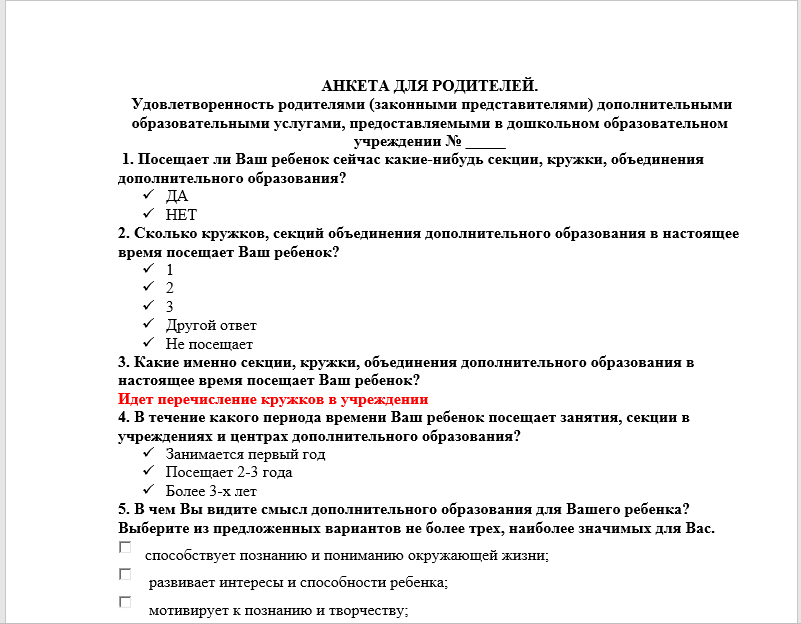 АНКЕТА ДЛЯ РОДИТЕЛЕЙ.
Удовлетворенность родителями (законными представителями) дополнительными
образовательными услугами, предоставляемыми в дошкольном образовательном
учреждении № _____
1. Посещает ли Ваш ребенок сейчас какие-нибудь секции, кружки, объединения
дополнительного образования?
✓ ДА
✓ НЕТ
2. Сколько кружков, секций объединения дополнительного образования в настоящее
время посещает Ваш ребенок?
✓ 1
✓ 2
✓ 3
✓ Другой ответ
✓ Не посещает
3. Какие именно секции, кружки, объединения дополнительного образования в
настоящее время посещает Ваш ребенок?
Идет перечисление кружков в учреждении
4. В течение какого периода времени Ваш ребенок посещает занятия, секции в
учреждениях и центрах дополнительного образования?
✓ Занимается первый год
✓ Посещает 2-3 года
✓ Более 3-х лет
5. В чем Вы видите смысл дополнительного образования для Вашего ребенка?
Выберите из предложенных вариантов не более трех, наиболее значимых для Вас.
☐ способствует познанию и пониманию окружающей жизни;
☐ развивает интересы и способности ребенка;
☐ мотивирует к познанию и творчеству;